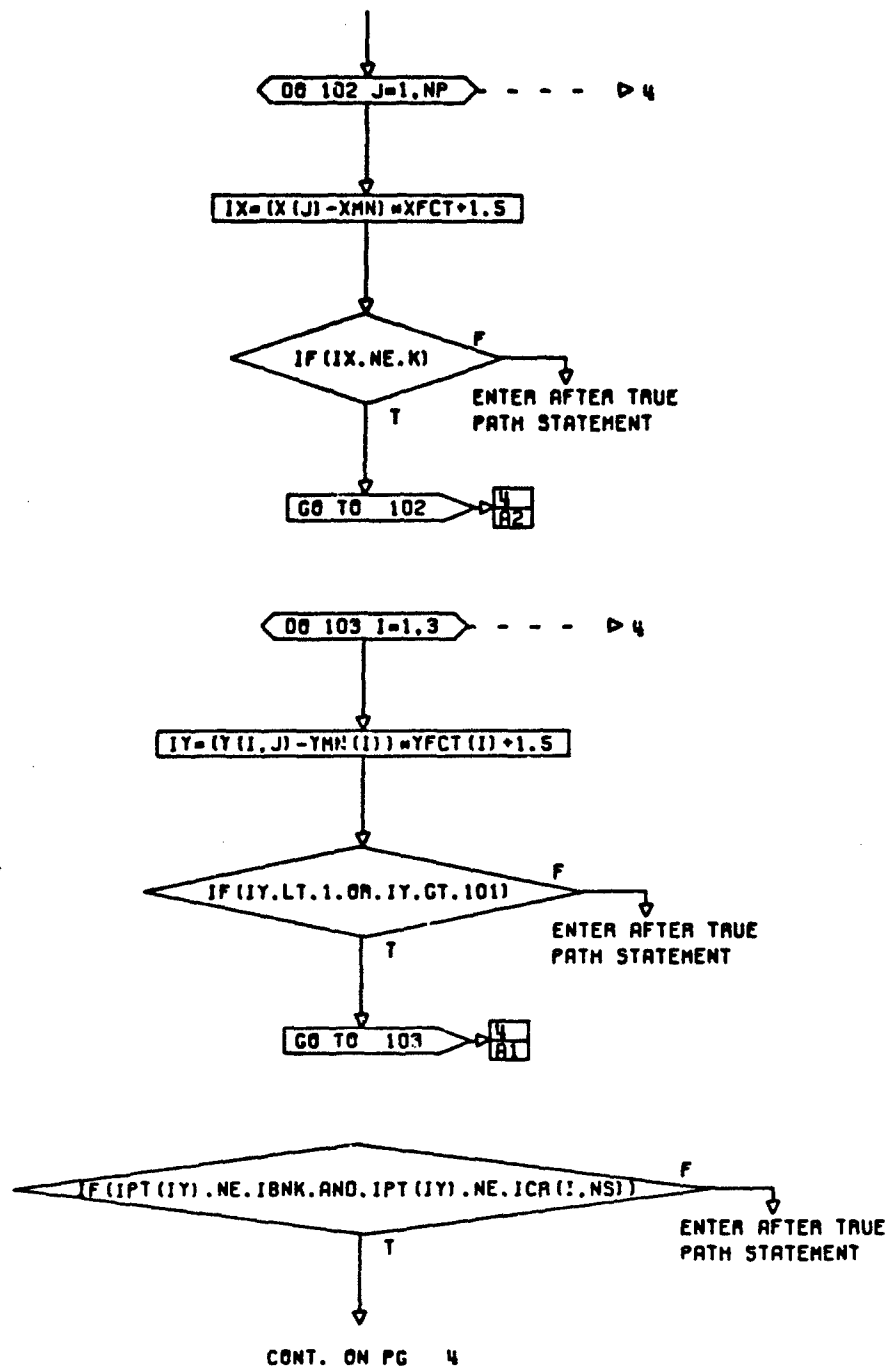 DO 102 J=1,NP
4
IX=(X(J)-XMN)*XFCT+1.5
F
IF(IX.NE.K)
ENTER AFTER TRUE
PATH STATEMENT
T
GO TO 102
4
A2
DO 103 I=1,3
4
IY=(Y(I,J)-YMN(I))*YFCT(I)+1.5
F
IF(IY.LT.1.OR.IY.GT.101)
ENTER AFTER TRUE
PATH STATEMENT
T
GO TO 103
4
A1
F
IF(IPT(IY).NE.IBNK.AND.IPT(IY).NE.ICR(I,NS))
ENTER AFTER TRUE
PATH STATEMENT
T
CONT. ON PG 4